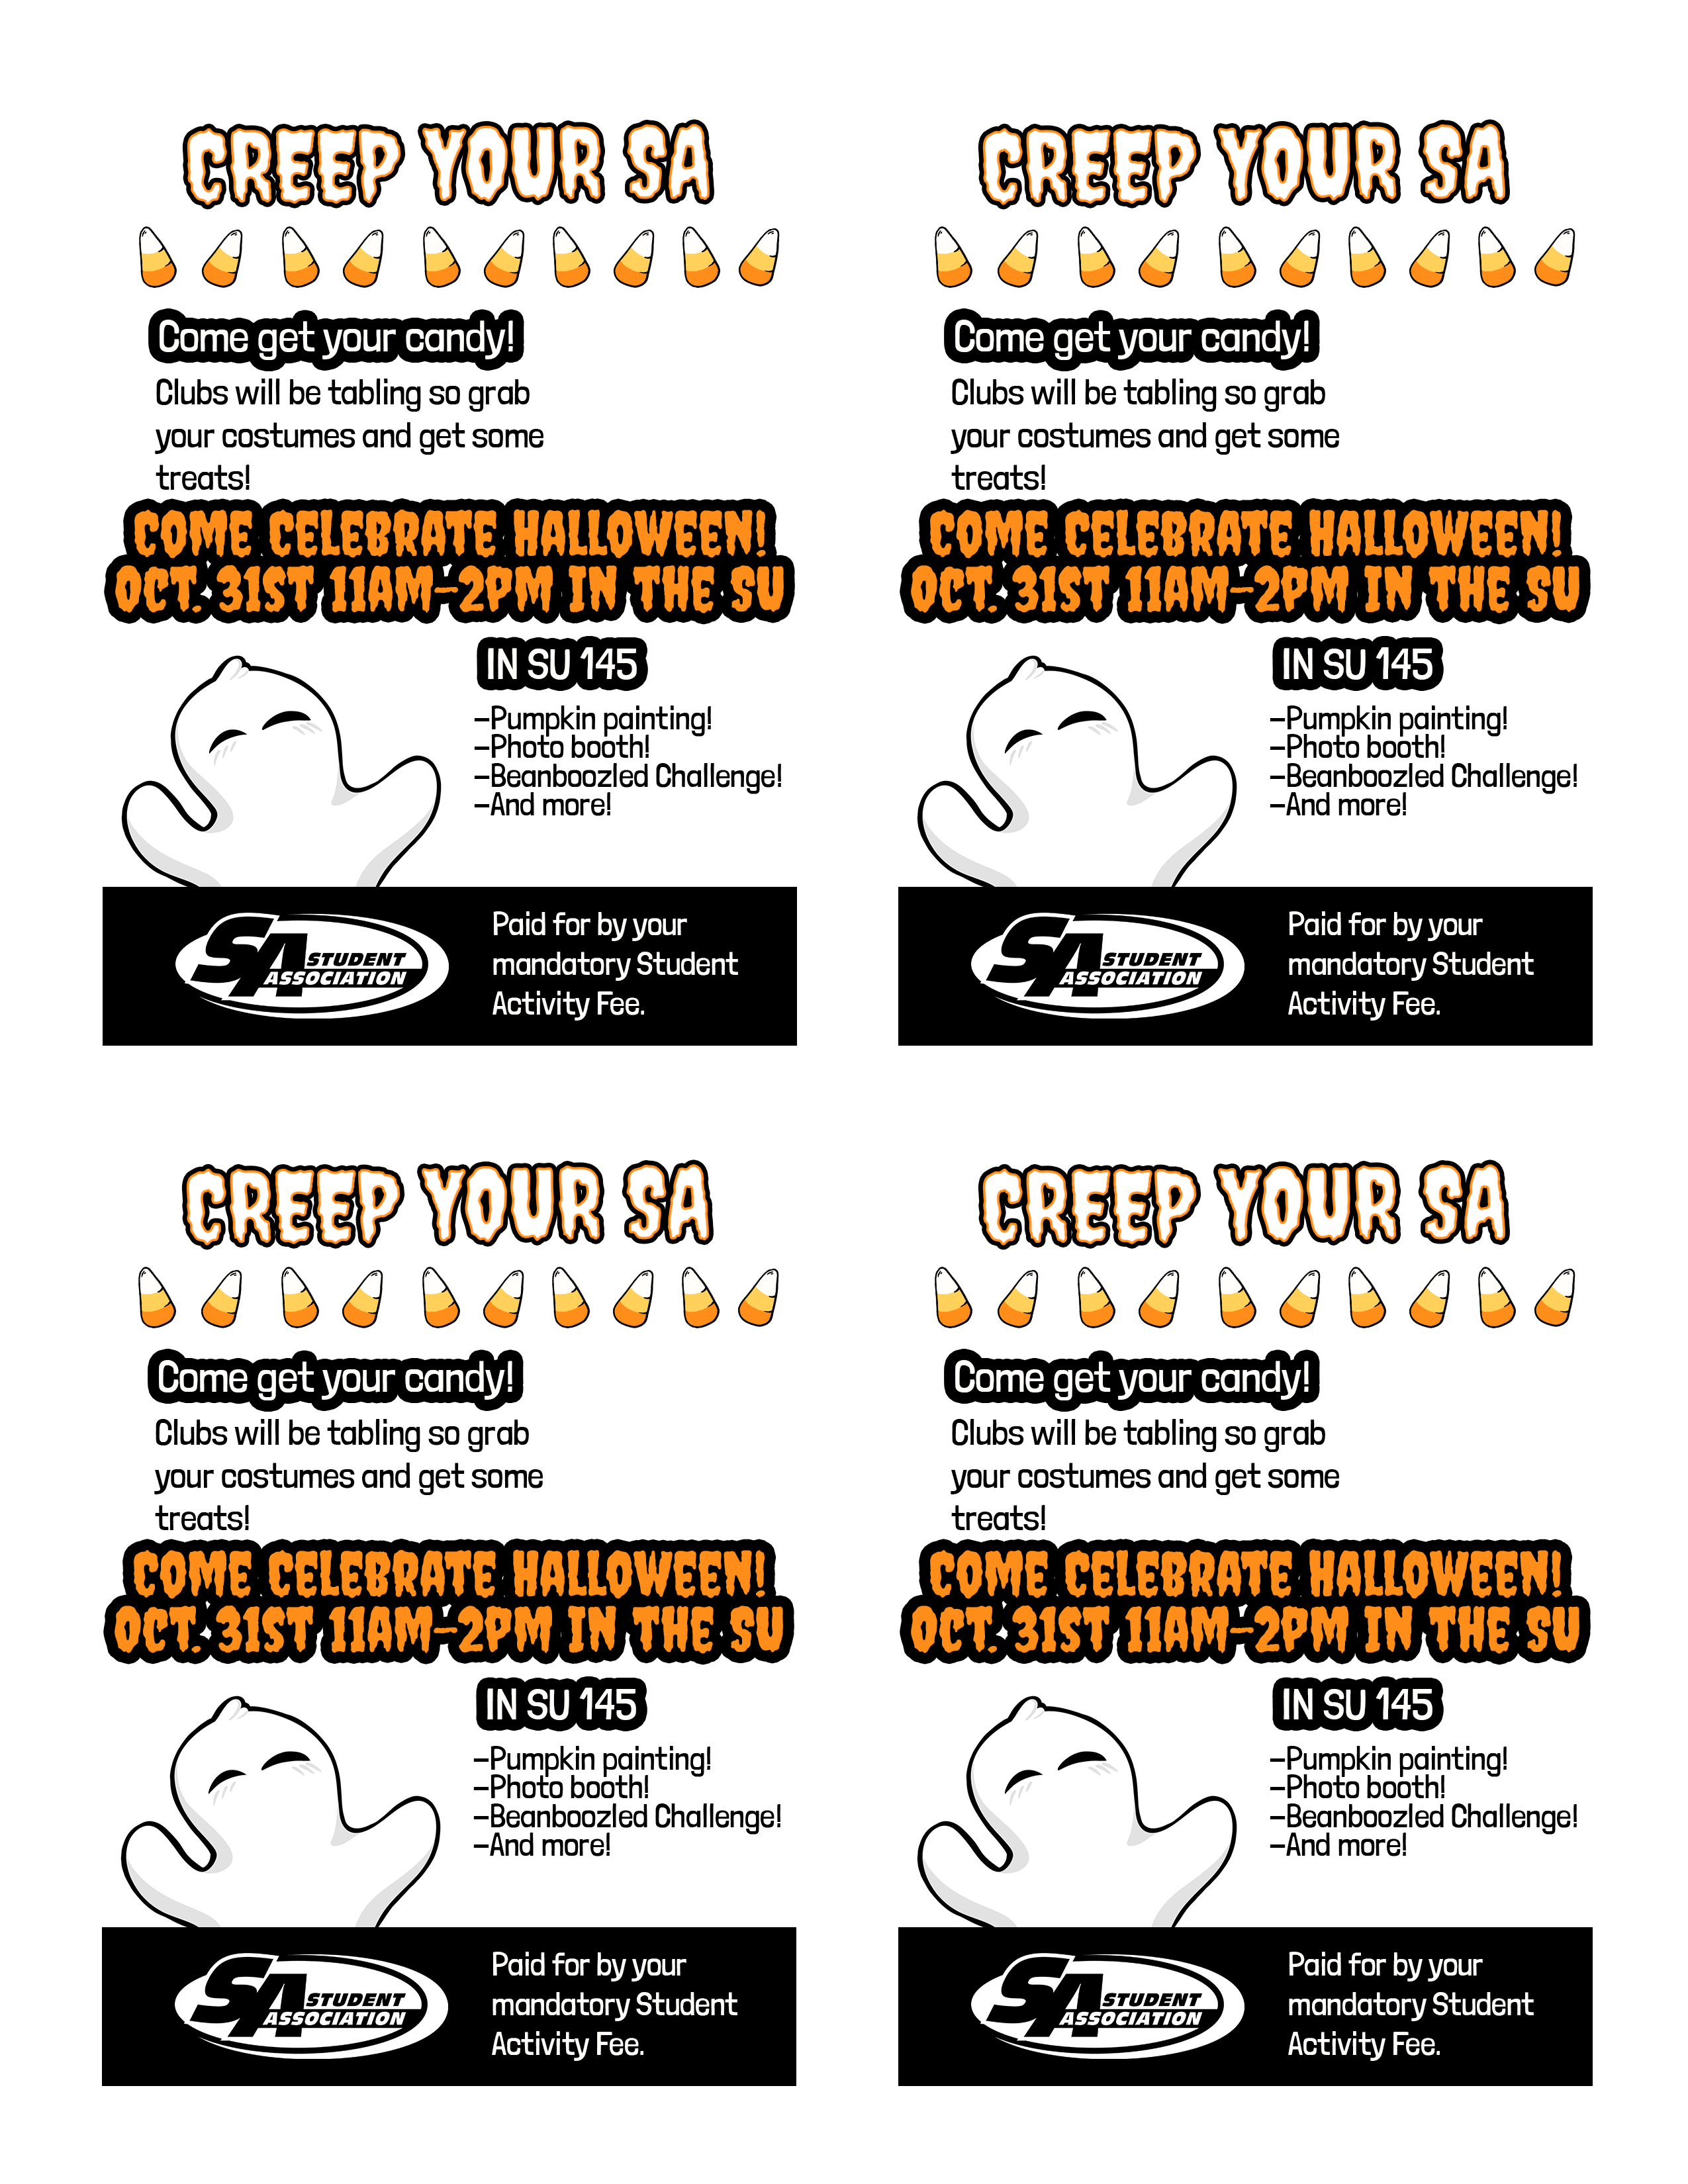 CREEP YOUR SA
Come get your candy!
Clubs will be tabling so grab
your costumes and get some
treats!
COME CELEBRATE HALLOWEEN!
OCT. 31ST 11AM-2PM IN THE SU
IN SU 145
-Pumpkin painting!
-Photo booth!
-Beanboozled Challenge!
-And more!
SA STUDENT
ASSOCIATION
Paid for by your
mandatory Student
Activity Fee.
CREEP YOUR SA
Come get your candy!
Clubs will be tabling so grab
your costumes and get some
treats!
COME CELEBRATE HALLOWEEN!
OCT. 31ST 11AM-2PM IN THE SU
IN SU 145
-Pumpkin painting!
-Photo booth!
-Beanboozled Challenge!
-And more!
SA STUDENT
ASSOCIATION
Paid for by your
mandatory Student
Activity Fee.
CREEP YOUR SA
Come get your candy!
Clubs will be tabling so grab
your costumes and get some
treats!
COME CELEBRATE HALLOWEEN!
OCT. 31ST 11AM-2PM IN THE SU
IN SU 145
-Pumpkin painting!
-Photo booth!
-Beanboozled Challenge!
-And more!
SA STUDENT
ASSOCIATION
Paid for by your
mandatory Student
Activity Fee.
CREEP YOUR SA
Come get your candy!
Clubs will be tabling so grab
your costumes and get some
treats!
COME CELEBRATE HALLOWEEN!
OCT. 31ST 11AM-2PM IN THE SU
IN SU 145
-Pumpkin painting!
-Photo booth!
-Beanboozled Challenge!
-And more!
SA STUDENT
ASSOCIATION
Paid for by your
mandatory Student
Activity Fee.